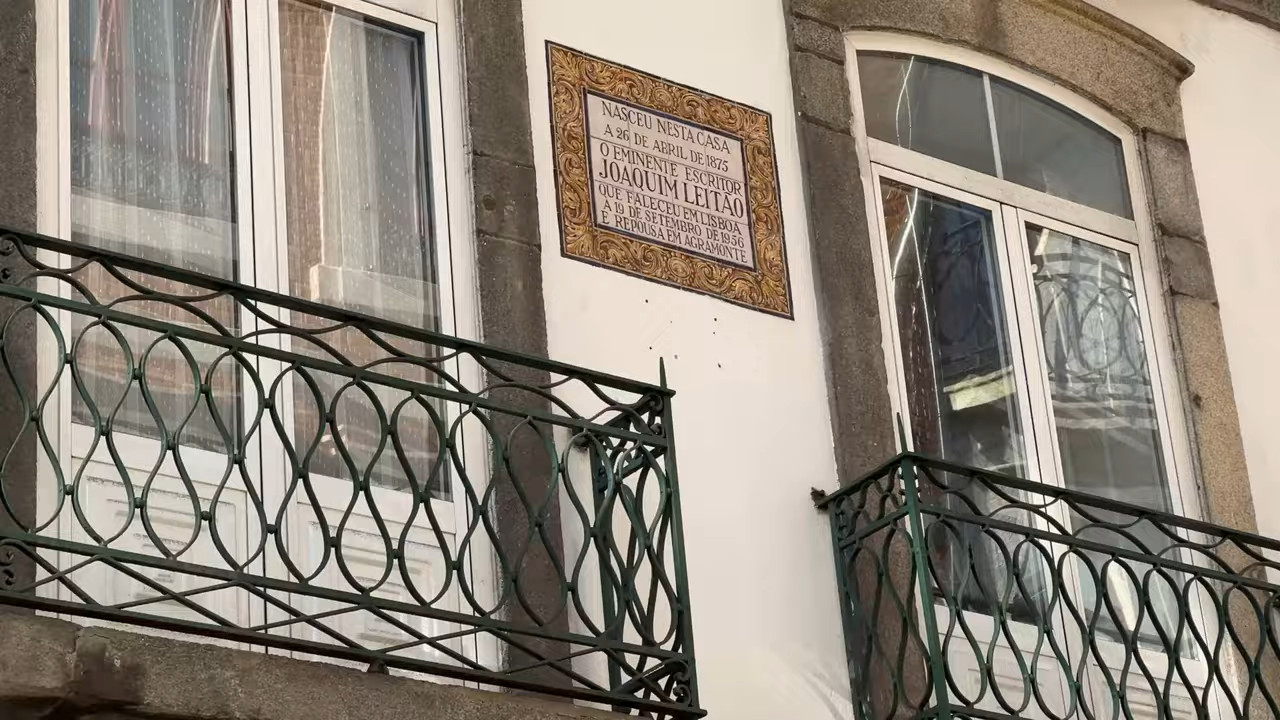 NASCEU NESTA CASA
A 26 DE ABRIL DE 1875
O EMINENTE ESCRITOR
JOAQUIM LEITÃO
QUE FALECEU EM LISBOA
A 19 DE SETEMBRO DE 1956
E REPOUSA EM AGRAMONTE